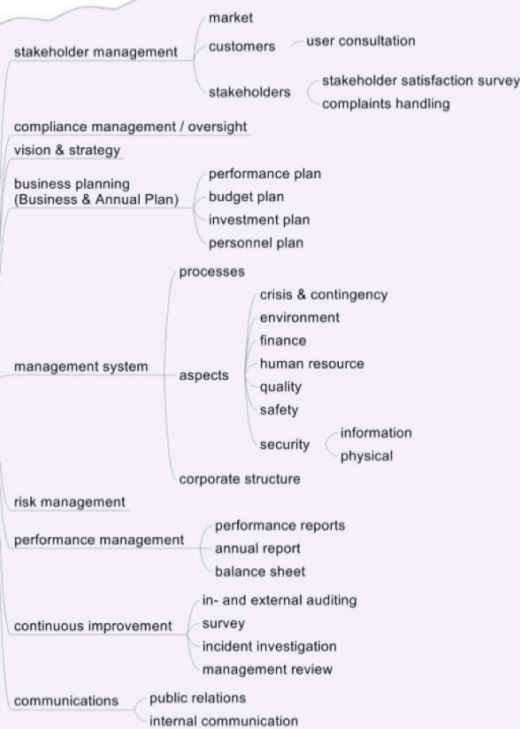 stakeholder management
market
customers
user consultation
stakeholders
stakeholder satisfaction survey
complaints handling
compliance management / oversight
vision & strategy
business planning
(Business & Annual Plan)
performance plan
budget plan
investment plan
personnel plan
management system
processes
aspects
crisis & contingency
environment
finance
human resource
quality
safety
security
information
physical
corporate structure
risk management
performance management
performance reports
annual report
balance sheet
continuous improvement
in- and external auditing
survey
incident investigation
management review
communications
public relations
internal communication